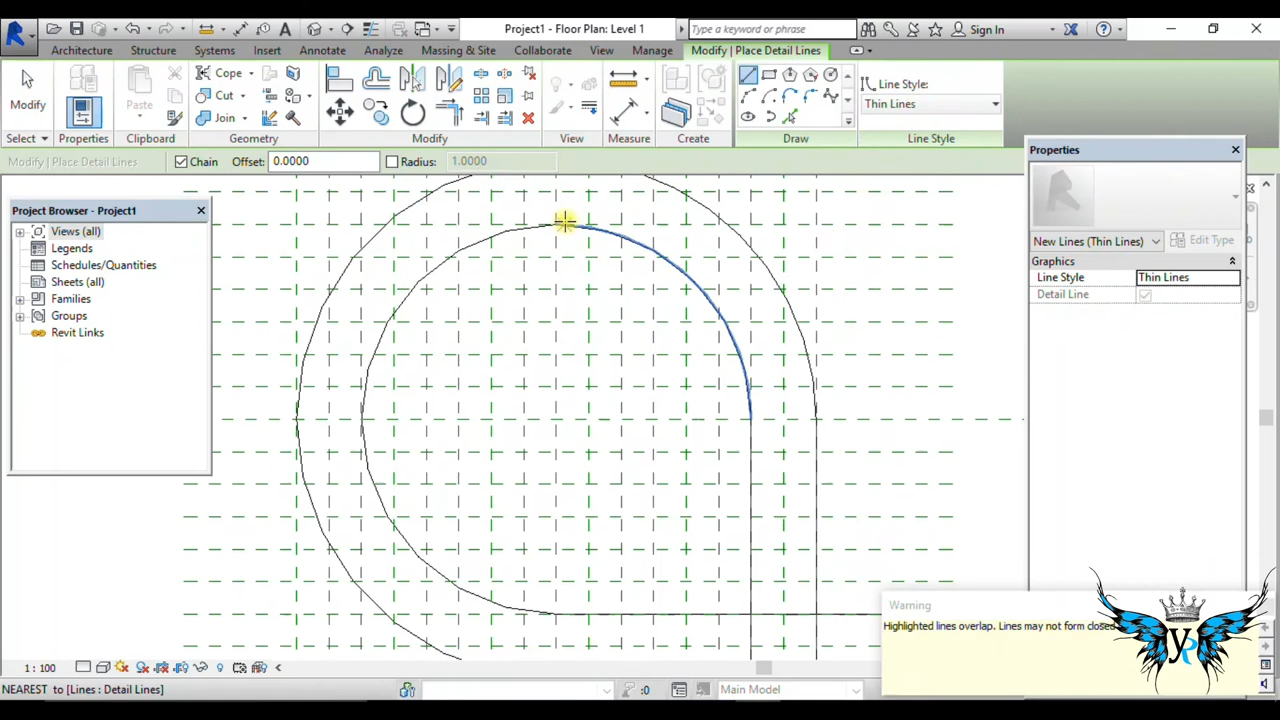 Project1 - Floor Plan: Level 1
Type a keyword or phrase
Sign In
Architecture Structure Systems Insert Annotate Analyze Massing & Site Collaborate View Manage Modify | Place Detail Lines
Modify
Paste
Cope
Cut
Join
Line Style:
Thin Lines
Select Properties Clipboard Geometry Modify View Measure Create Draw Line Style
Modify | Place Detail Lines Chain Offset: 0.0000 Radius: 1.0000
Properties
New Lines (Thin Lines) Edit Type
Graphics
Line Style Thin Lines
Detail Line
Project Browser - Project1
Views (all)
Legends
Schedules/Quantities
Sheets (all)
Families
Groups
Revit Links
Warning
Highlighted lines overlap. Lines may not form closed
1 : 100
NEAREST to [Lines : Detail Lines]
:0
Main Model